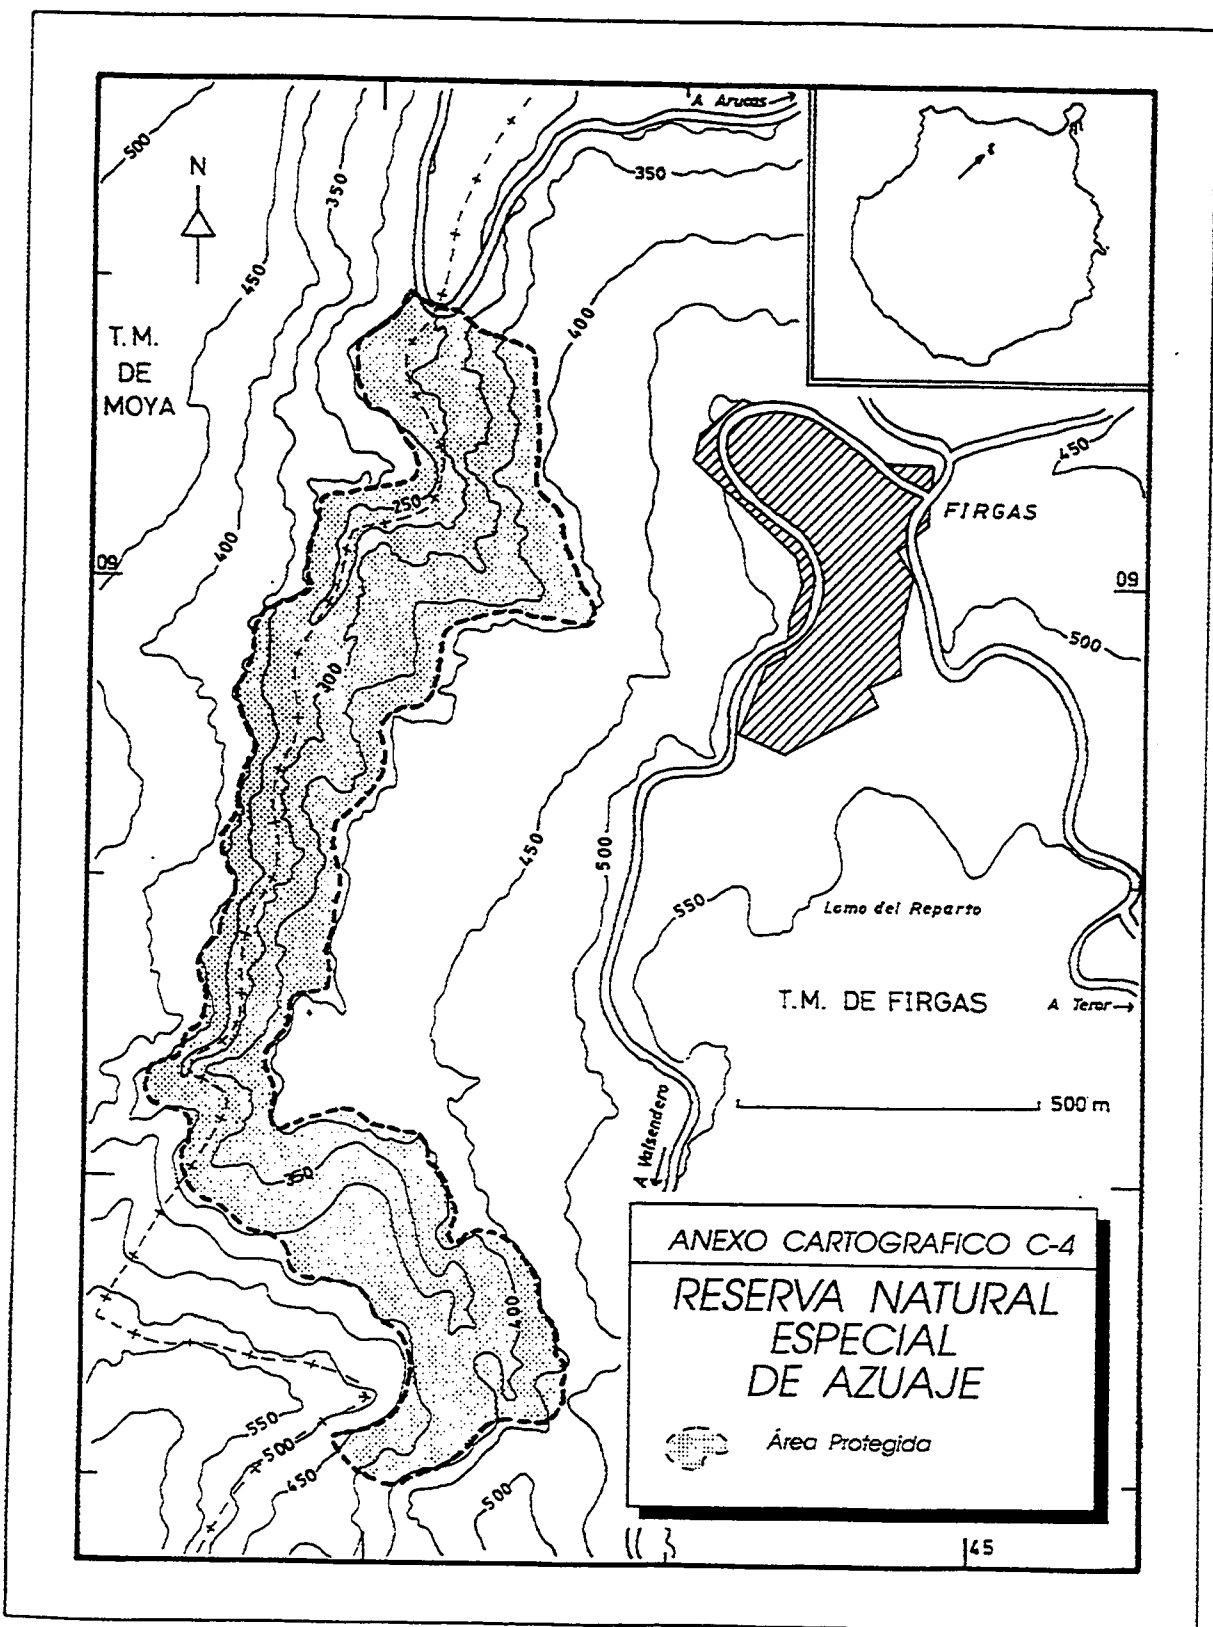 A Arucas
500
N
350
350
450
400
T.M.
DE
MOYA
450
250
FIRGAS
400
09
09
500
300
450
500
550
Lomo del Reparto
T.M. DE FIRGAS
A Teror
500 m
A Valsendero
350
400
550
500
450
500
45
ANEXO CARTOGRAFICO C-4
RESERVA NATURAL
ESPECIAL
DE AZUAJE
Área Protegida